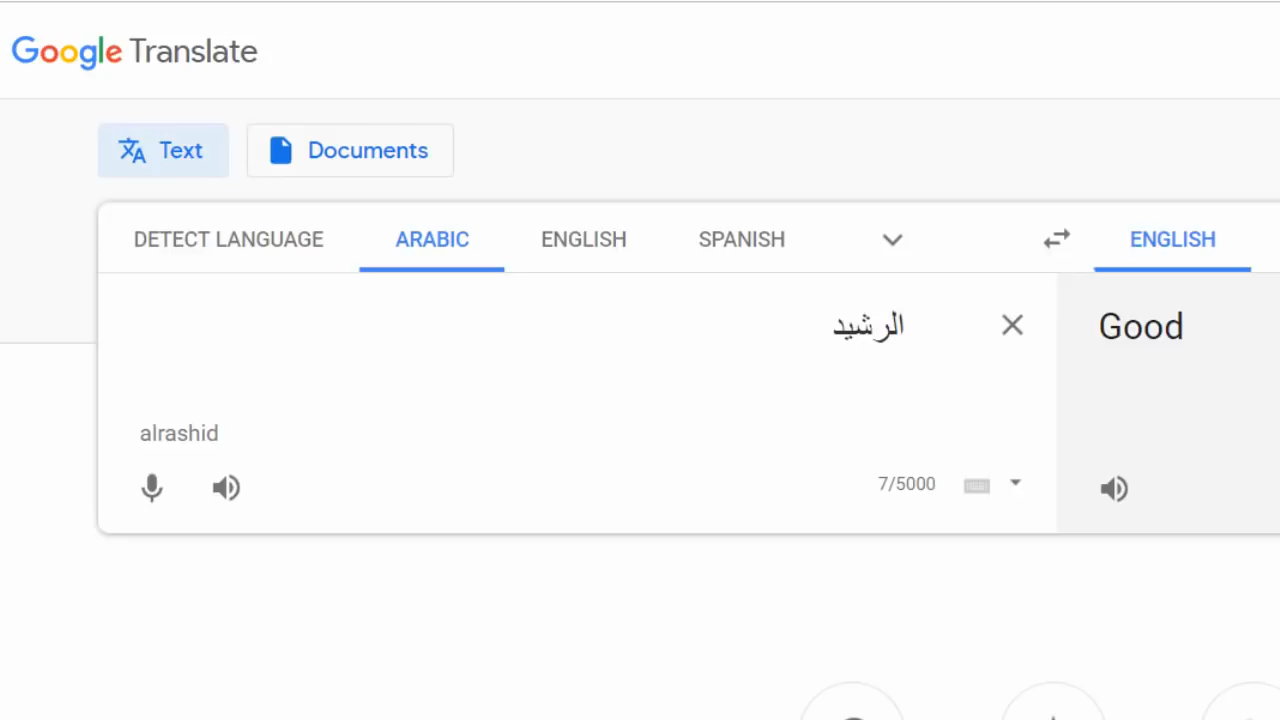 Google Translate
Text
Documents
DETECT LANGUAGE
ARABIC
ENGLISH
SPANISH
ENGLISH
الرشيد
Good
alrashid
7/5000